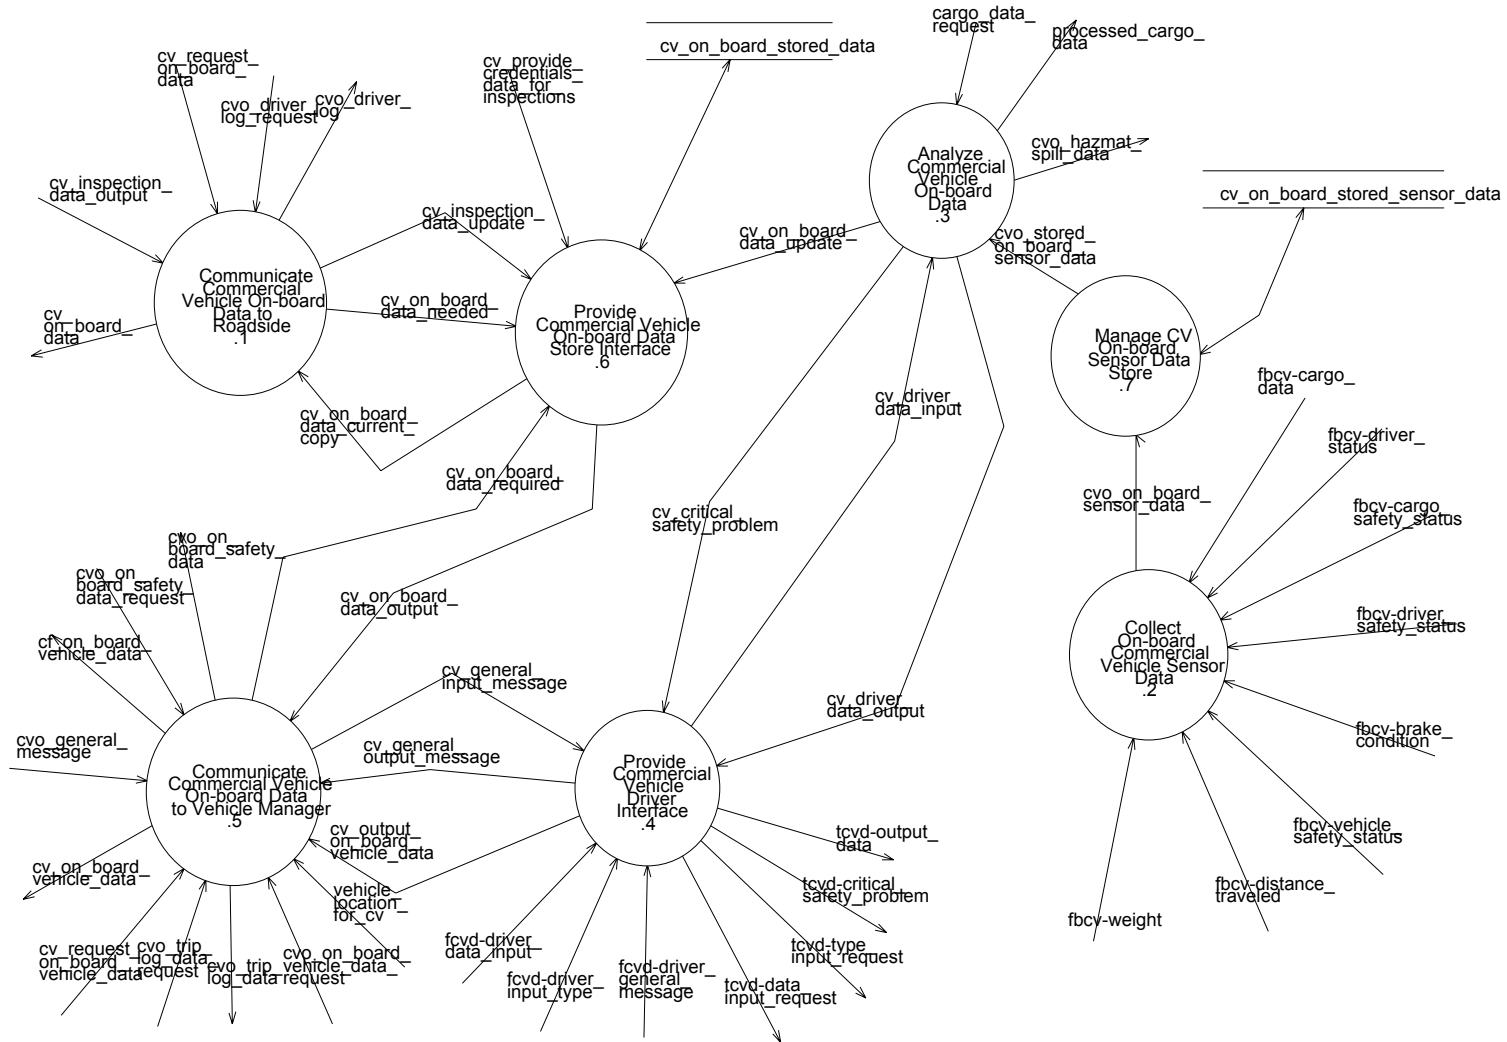 cargo_data_
request
processed_cargo_
data
cv_on_board_stored_data
cv_request_
on_board_
data
cv_provide_
credentials_
data_for_
inspections
cvo_driver_
log_request
cvo_driver_
log
cvo_hazmat_
spill_data
Analyze
Commercial
Vehicle
On-board
Data
.3
cv_inspection_
data_output
cv_on_board_stored_sensor_data
cv_inspection_
data_update
cv_on_board_
data_update
cvo_stored_
on_board_
sensor_data
Communicate
Commercial
Vehicle On-board
Data to
Roadside
.1
cv_on_board_
data_needed
Provide
Commercial Vehicle
On-board Data
Store Interface
.6
cv_
on_board_
data
Manage CV
On-board
Sensor Data
Store
.7
fbcv-cargo_
data
cv_on_board_
data_current_
copy
cv_driver_
data_input
fbcv-driver_
status
cv_on_board_
data_required
cvo_on_board_
sensor_data
cv_critical_
safety_problem
fbcv-cargo_
safety_status
cvo_on_
board_safety_
data
cvo_on_
board_safety_
data_request
cv_on_board_
data_output
fbcv-driver_
safety_status
cf_on_board_
vehicle_data
Collect
On-board
Commercial
Vehicle Sensor
Data
.2
cv_general_
input_message
cv_driver_
data_output
cvo_general_
message
cv_general_
output_message
fbcv-brake_
condition
Communicate
Commercial Vehicle
On-board Data
to Vehicle Manager
.5
Provide
Commercial
Vehicle
Driver
Interface
.4
cv_output_
on_board_
vehicle_data
tcvd-output_
data
fbcv-vehicle_
safety_status
cv_on_board_
vehicle_data
vehicle_
location_
for_cv
tcvd-critical_
safety_problem
fbcv-distance_
traveled
fbcv-weight
cv_request_
on_board_
vehicle_data
cvo_trip_
log_data_
request
cvo_trip_
log_data
cvo_on_board_
vehicle_data_
request
fcvd-driver_
data_input
tcvd-type_
input_request
fcvd-driver_
input_type
fcvd-driver_
general_
message
tcvd-data_
input_request